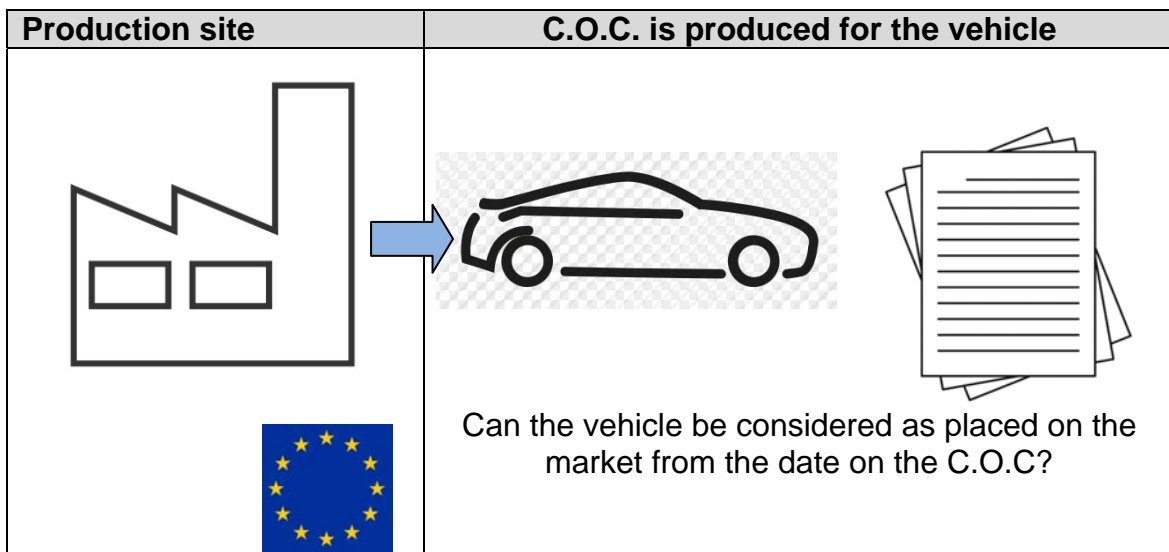 Production site
C.O.C. is produced for the vehicle
Can the vehicle be considered as placed on the
market from the date on the C.O.C?